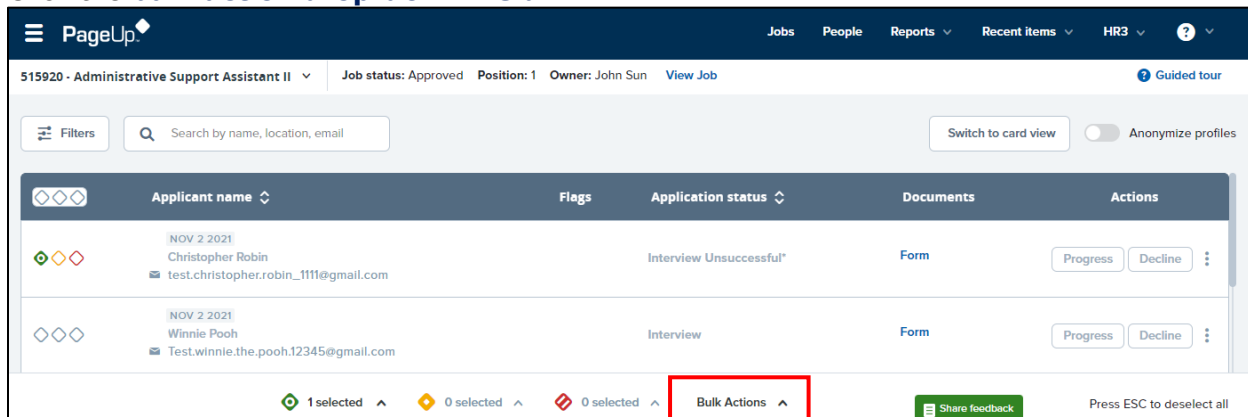 PageUp
Jobs People Reports Recent items HR3 ?
515920 - Administrative Support Assistant II Job status: Approved Position: 1 Owner: John Sun View Job ? Guided tour
Filters Search by name, location, email Switch to card view Anonymize profiles
Applicant name Flags Application status Documents Actions
NOV 2 2021
Christopher Robin Interview Unsuccessful* Form Progress Decline
test.christopher.robin_1111@gmail.com
NOV 2 2021
Winnie Pooh Interview Form Progress Decline
Test.winnie.the.pooh.12345@gmail.com
1 selected 0 selected 0 selected Bulk Actions Share feedback Press ESC to deselect all